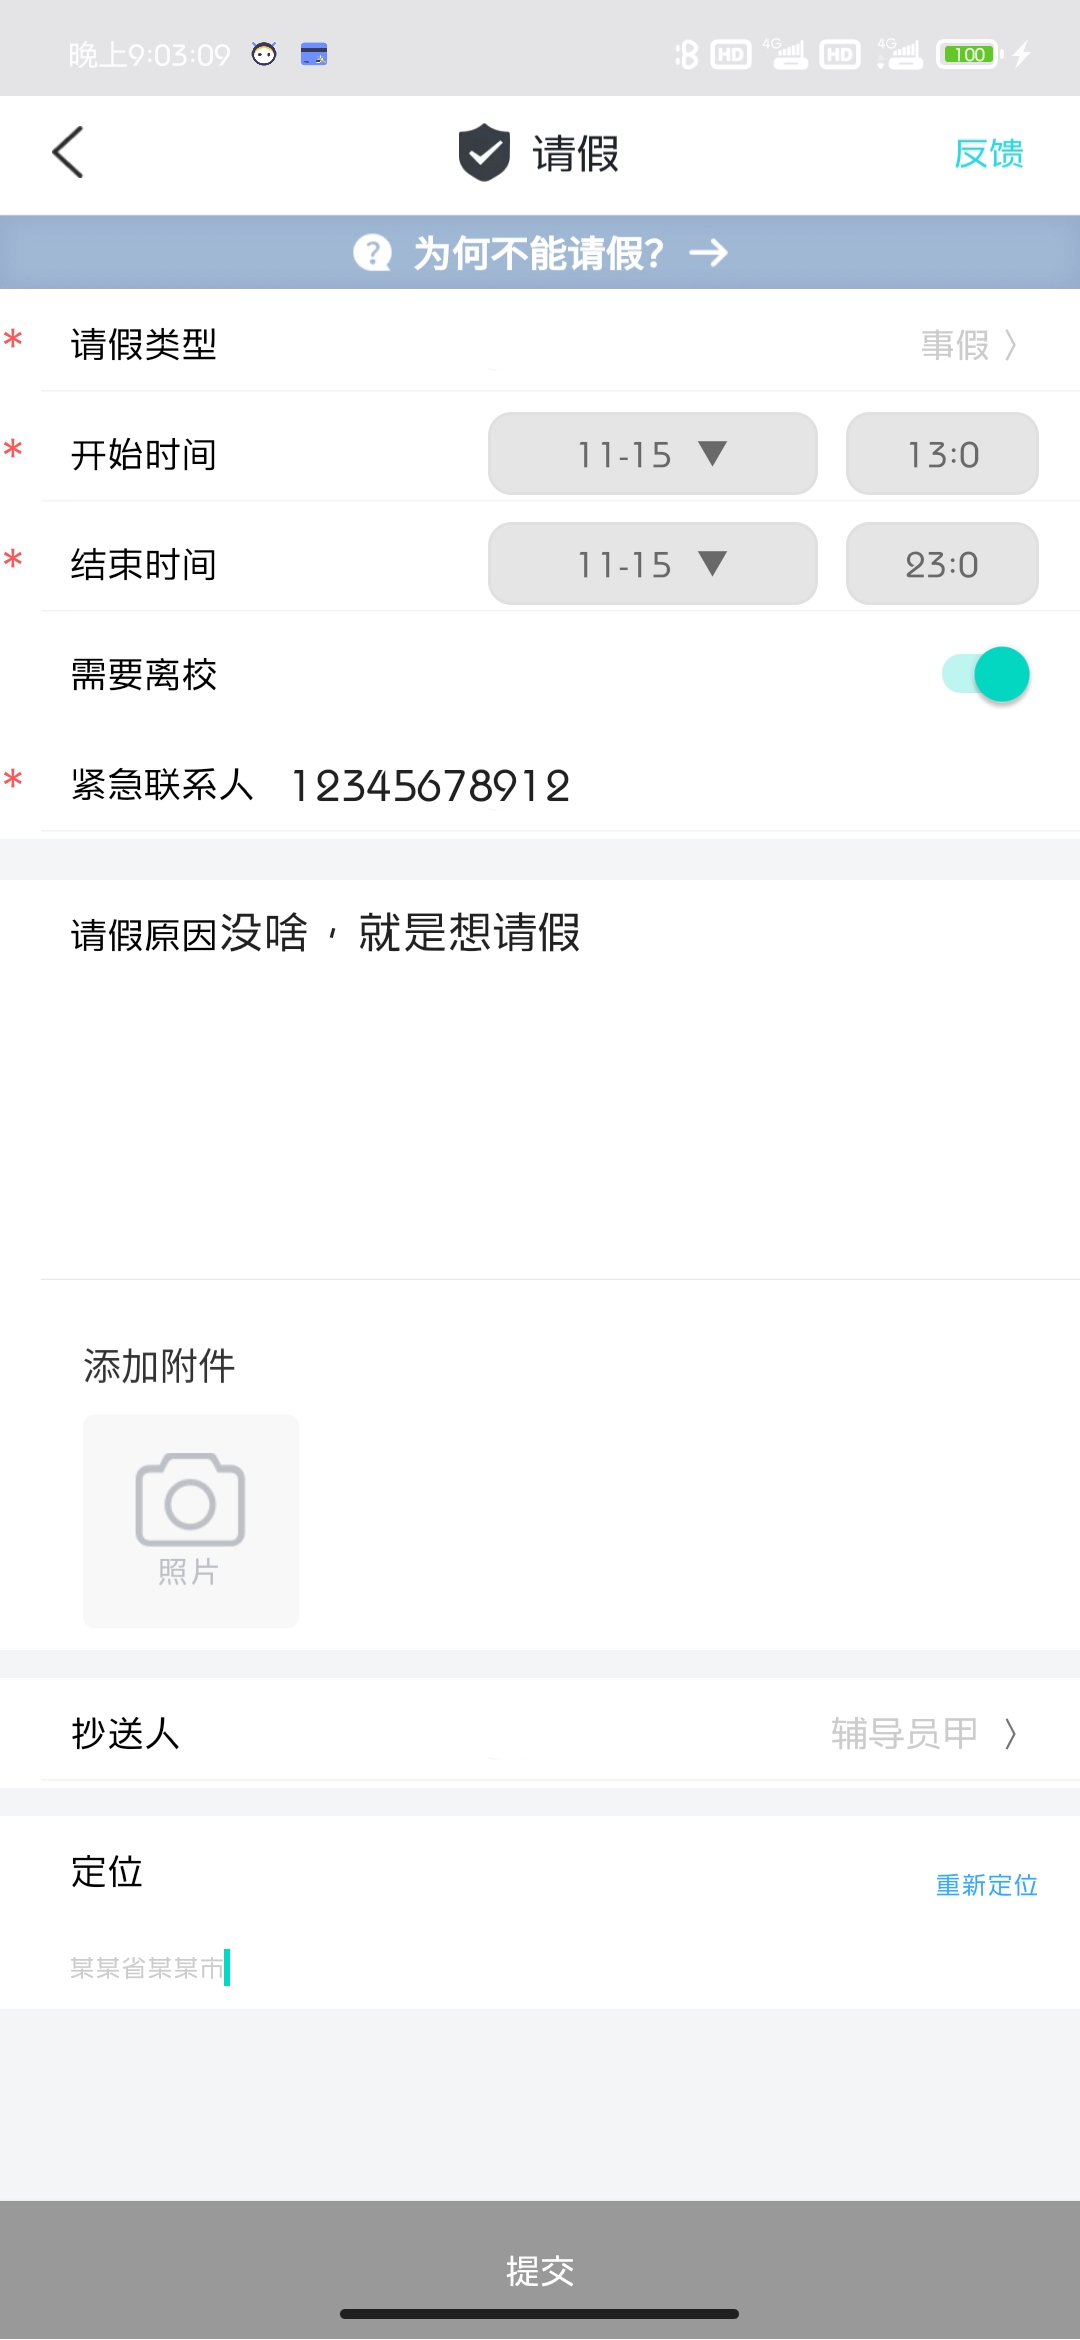 晚上9:03:09 HD 4G HD 4G 100
请假 反馈
为何不能请假? →
* 请假类型 事假 〉
* 开始时间 11-15 ▼ 13:0
* 结束时间 11-15 ▼ 23:0
需要离校
* 紧急联系人 12345678912
请假原因没啥，就是想请假
添加附件
照片
抄送人 辅导员甲 〉
定位 重新定位
某某省某某市
提交